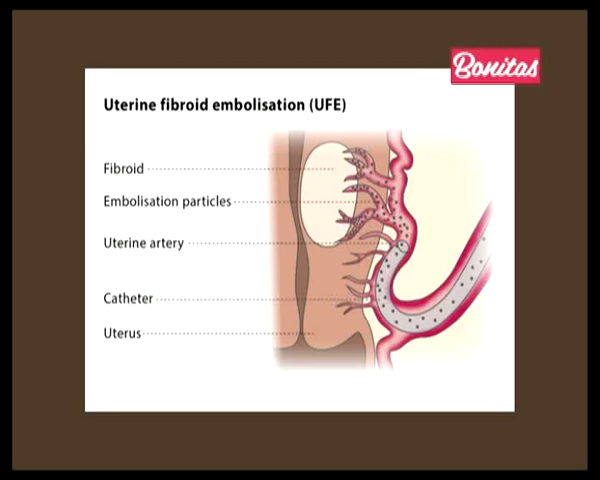 Bonitas
Uterine fibroid embolisation (UFE)
Fibroid
Embolisation particles
Uterine artery
Catheter
Uterus